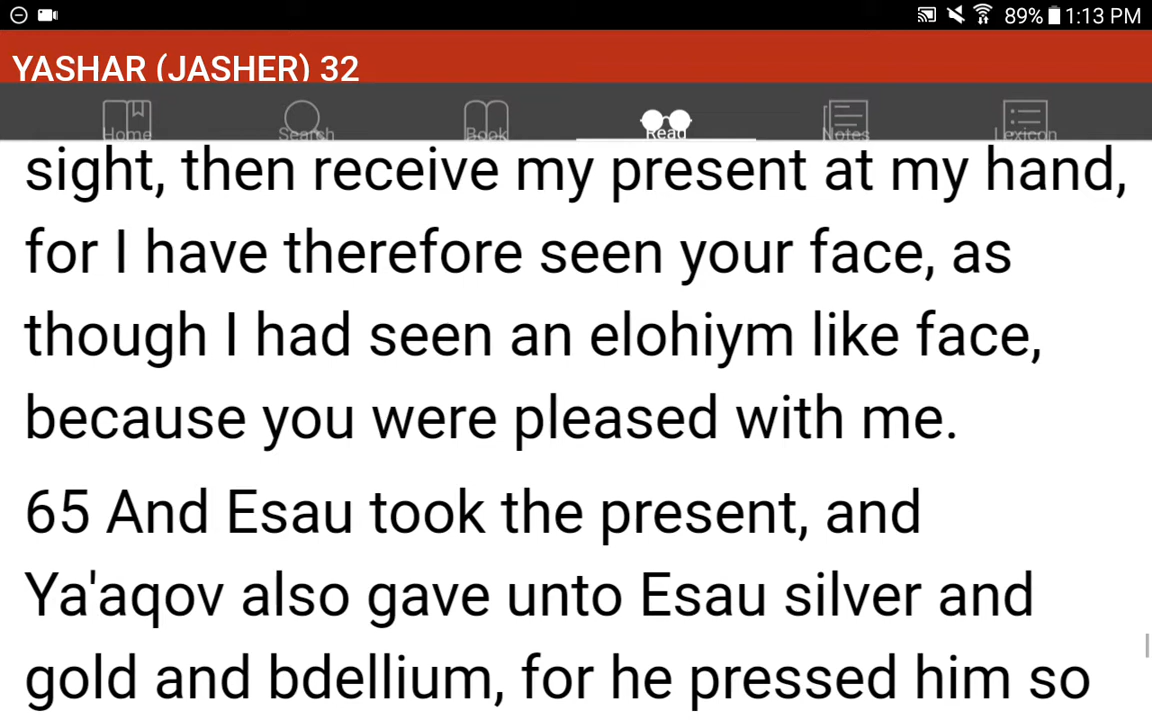 89% 1:13 PM
YASHAR (JASHER) 32
Home Search Book Read Notes Lexicon
sight, then receive my present at my hand,
for I have therefore seen your face, as
though I had seen an elohiym like face,
because you were pleased with me.
65 And Esau took the present, and
Ya'aqov also gave unto Esau silver and
gold and bdellium, for he pressed him so